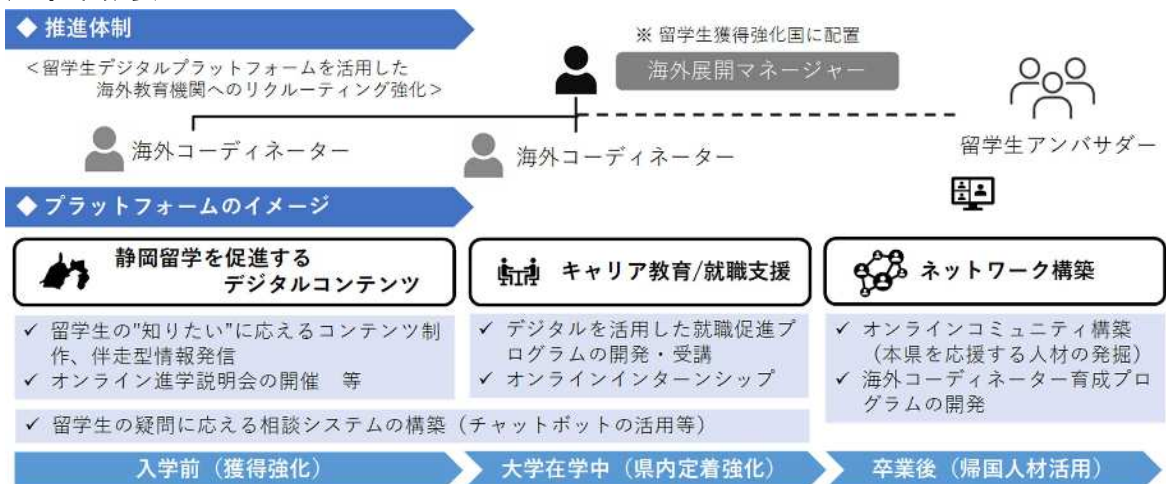 ◆ 推進体制
※ 留学生獲得強化国に配置
海外展開マネージャー
<留学生デジタルプラットフォームを活用した
海外教育機関へのリクルーティング強化>
海外コーディネーター
海外コーディネーター
留学生アンバサダー
◆ プラットフォームのイメージ
静岡留学を促進する
デジタルコンテンツ
✓ 留学生の"知りたい"に応えるコンテンツ制
作、伴走型情報発信
✓ オンライン進学説明会の開催 等
キャリア教育/就職支援
✓ デジタルを活用した就職促進プ
ログラムの開発・受講
✓ オンラインインターンシップ
ネットワーク構築
✓ オンラインコミュニティ構築
(本県を応援する人材の発掘)
✓ 海外コーディネーター育成プロ
グラムの開発
✓ 留学生の疑問に応える相談システムの構築(チャットボットの活用等)
入学前(獲得強化)
大学在学中(県内定着強化)
卒業後(帰国人材活用)